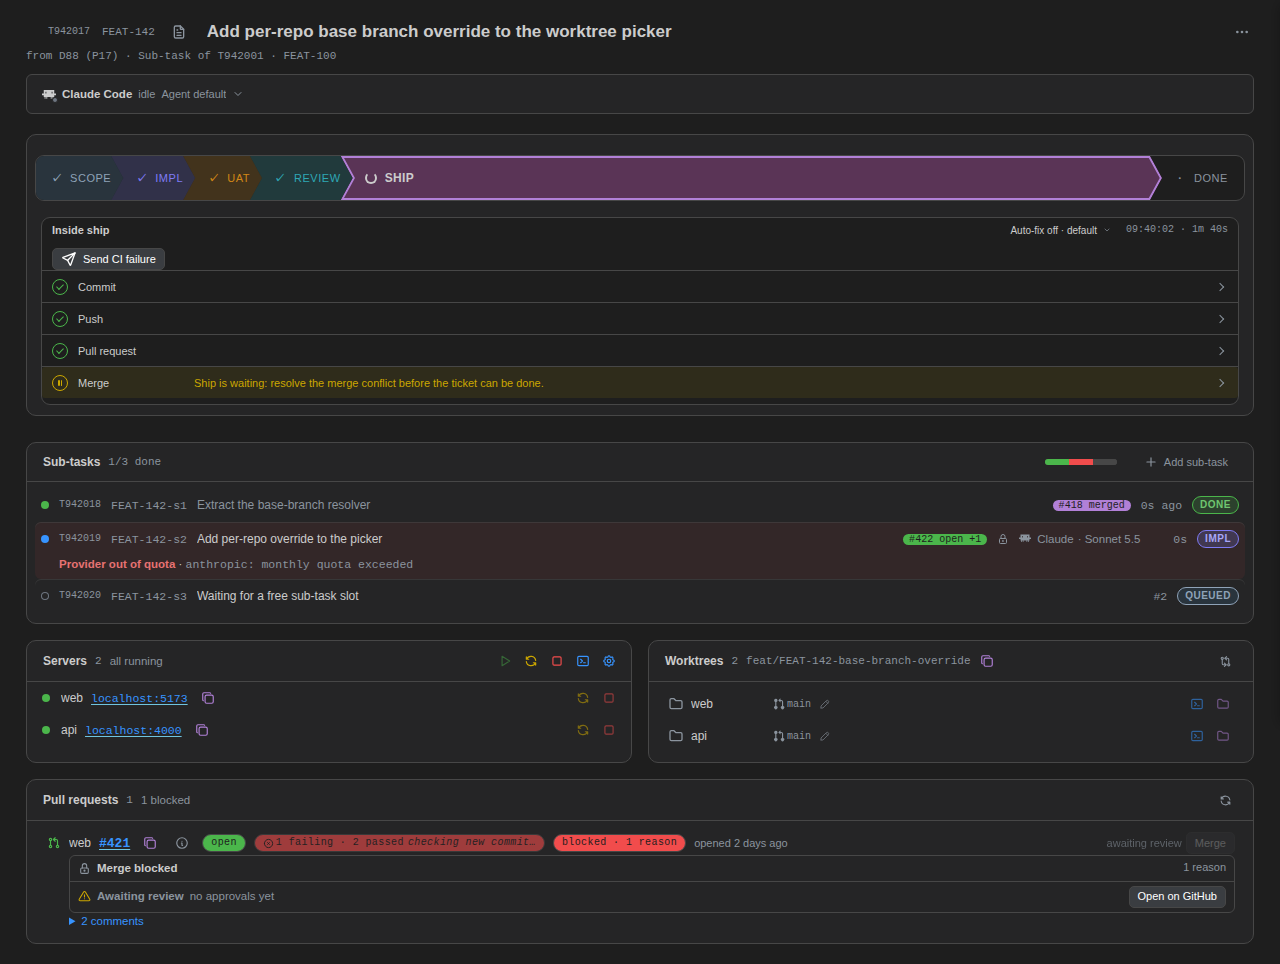 T942017 FEAT-142 Add per-repo base branch override to the worktree picker
from D88 (P17) · Sub-task of T942001 · FEAT-100
Claude Code idle Agent default
SCOPE IMPL UAT REVIEW SHIP · DONE
Inside ship Auto-fix off · default 09:40:02 · 1m 40s
Send CI failure
Commit
Push
Pull request
Merge Ship is waiting: resolve the merge conflict before the ticket can be done.
Sub-tasks 1/3 done Add sub-task
T942018 FEAT-142-s1 Extract the base-branch resolver #418 merged 0s ago DONE
T942019 FEAT-142-s2 Add per-repo override to the picker #422 open +1 Claude · Sonnet 5.5 0s IMPL
Provider out of quota · anthropic: monthly quota exceeded
T942020 FEAT-142-s3 Waiting for a free sub-task slot #2 QUEUED
Servers 2 all running
web localhost:5173
api localhost:4000
Worktrees 2 feat/FEAT-142-base-branch-override
web main
api main
Pull requests 1 1 blocked
web #421 open 1 failing · 2 passed checking new commit… blocked · 1 reason opened 2 days ago awaiting review Merge
Merge blocked 1 reason
Awaiting review no approvals yet Open on GitHub
2 comments